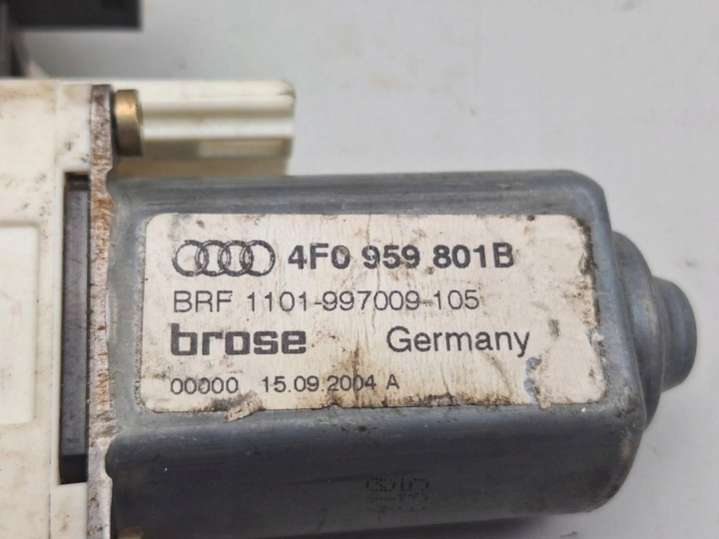 4F0 959 801B
BRF 1101-997009-105
brose Germany
00000 15.09.2004 A